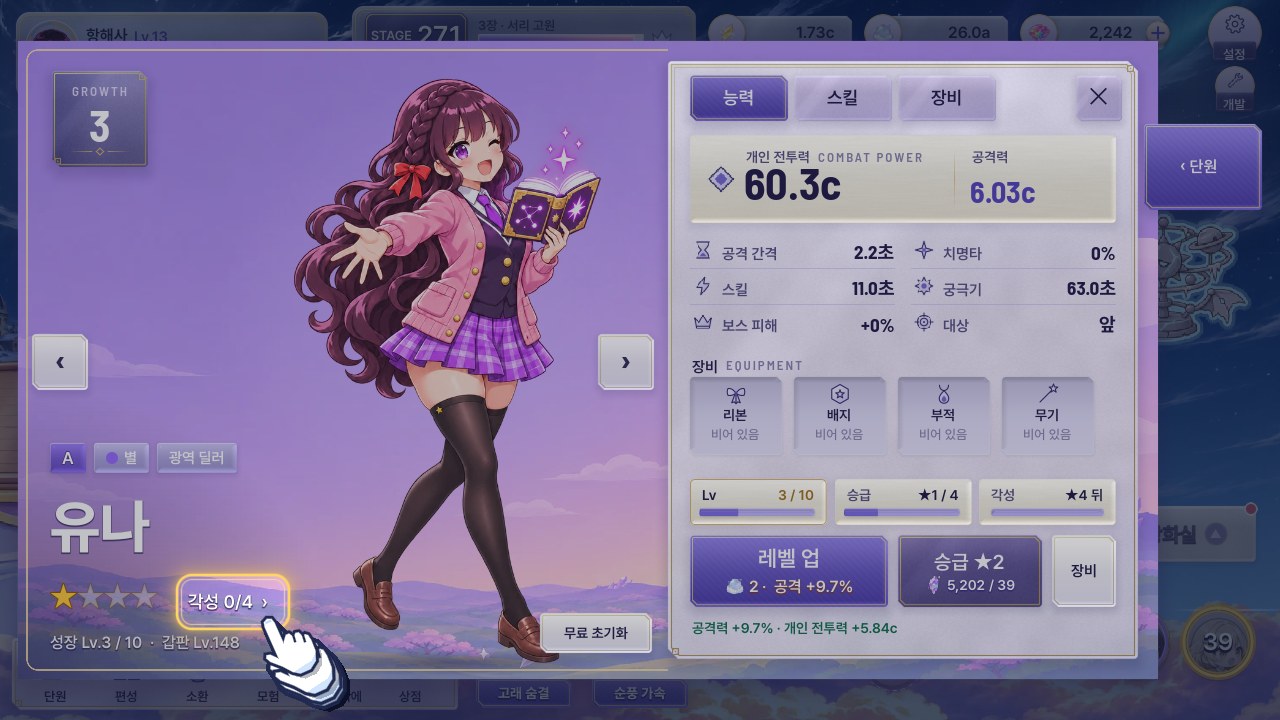 항해사 Lv.13
STAGE 271
3장 · 서리 고원
1.73c
26.0a
2,242
설정
개발
GROWTH
3
A
별
광역 딜러
유나
각성 0/4 ›
성장 Lv.3 / 10 · 갑판 Lv.148
무료 초기화
능력
스킬
장비
개인 전투력 COMBAT POWER
60.3c
공격력
6.03c
공격 간격 2.2초
치명타 0%
스킬 11.0초
궁극기 63.0초
보스 피해 +0%
대상 앞
장비 EQUIPMENT
리본
비어 있음
배지
비어 있음
부적
비어 있음
무기
비어 있음
Lv 3 / 10
승급 ★1 / 4
각성 ★4 뒤
레벨 업
2 · 공격 +9.7%
승급 ★2
5,202 / 39
장비
공격력 +9.7% · 개인 전투력 +5.84c
‹ 단원
39
단원
편성
소환
모험
상점
고래 숨결
순풍 가속